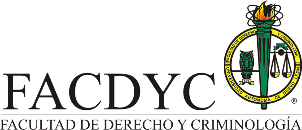 FACDYC
FACULTAD DE DERECHO Y CRIMINOLOGÍA
®